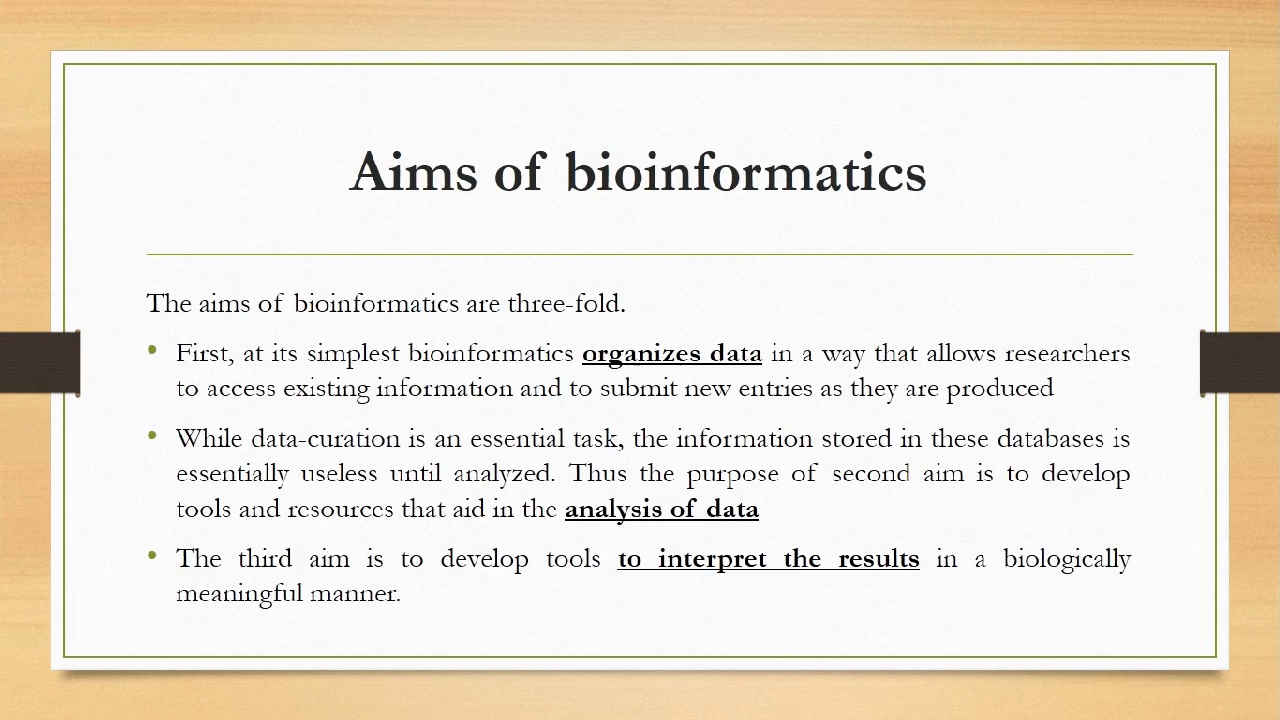 Aims of bioinformatics
The aims of bioinformatics are three-fold.
• First, at its simplest bioinformatics organizes data in a way that allows researchers
to access existing information and to submit new entries as they are produced
• While data-curation is an essential task, the information stored in these databases is
essentially useless until analyzed. Thus the purpose of second aim is to develop
tools and resources that aid in the analysis of data
• The third aim is to develop tools to interpret the results in a biologically
meaningful manner.